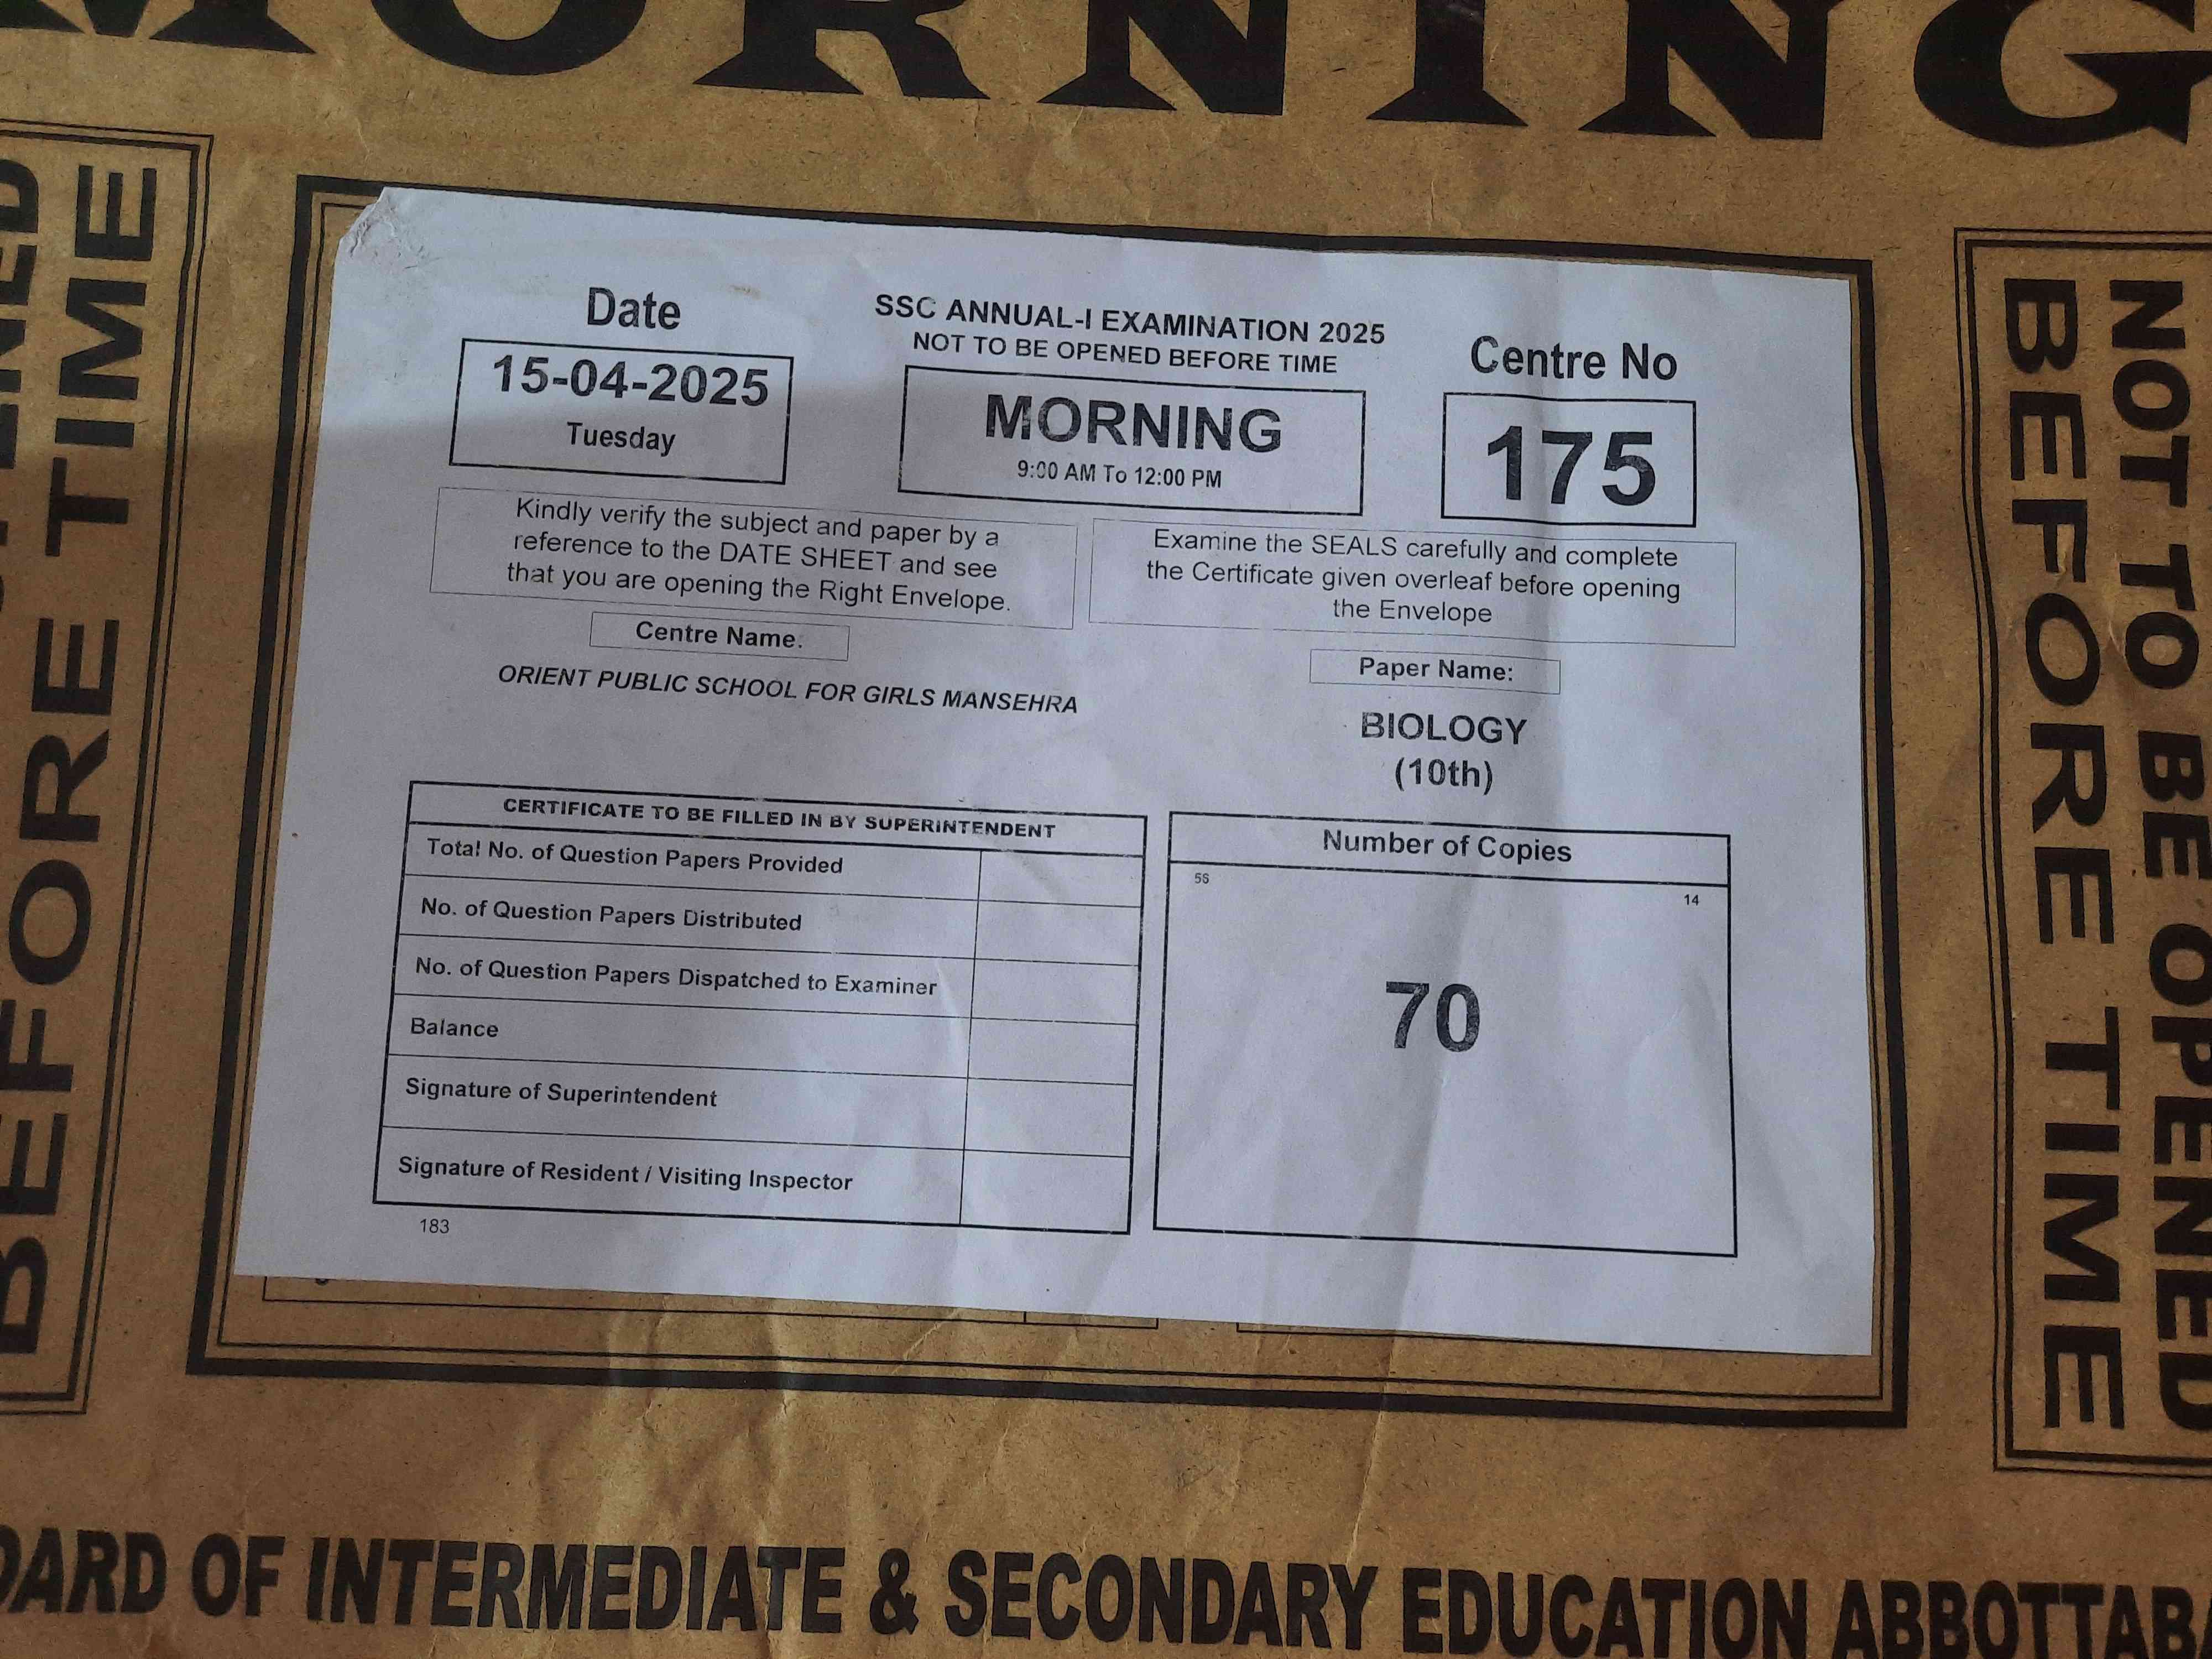 MORNING
NOT TO BE OPENED
BEFORE TIME
BEFORE TIME
Date
15-04-2025
Tuesday
SSC ANNUAL-I EXAMINATION 2025
NOT TO BE OPENED BEFORE TIME
MORNING
9:00 AM To 12:00 PM
Centre No
175
Kindly verify the subject and paper by a
reference to the DATE SHEET and see
that you are opening the Right Envelope.
Examine the SEALS carefully and complete
the Certificate given overleaf before opening
the Envelope
Centre Name:
ORIENT PUBLIC SCHOOL FOR GIRLS MANSEHRA
Paper Name:
BIOLOGY
(10th)
CERTIFICATE TO BE FILLED IN BY SUPERINTENDENT
Total No. of Question Papers Provided
No. of Question Papers Distributed
No. of Question Papers Dispatched to Examiner
Balance
Signature of Superintendent
Signature of Resident / Visiting Inspector
183
Number of Copies
14
70
OARD OF INTERMEDIATE & SECONDARY EDUCATION ABBOTTABA